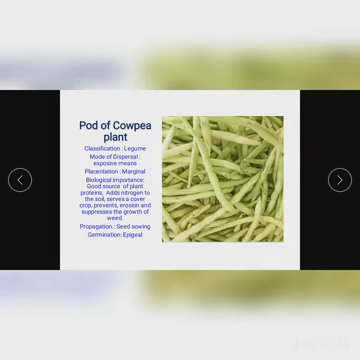 Pod of Cowpea
plant
Classification : Legume
Mode of Dispersal :
exposive means
Placentation : Marginal
Biological importance:
Good source of plant
proteins, Adds nitrogen to
the soil, serves a cover
crop, prevents, erosion and
suppresses the growth of
weed.
Propagation.: Seed sowing
Germination: Epigeal